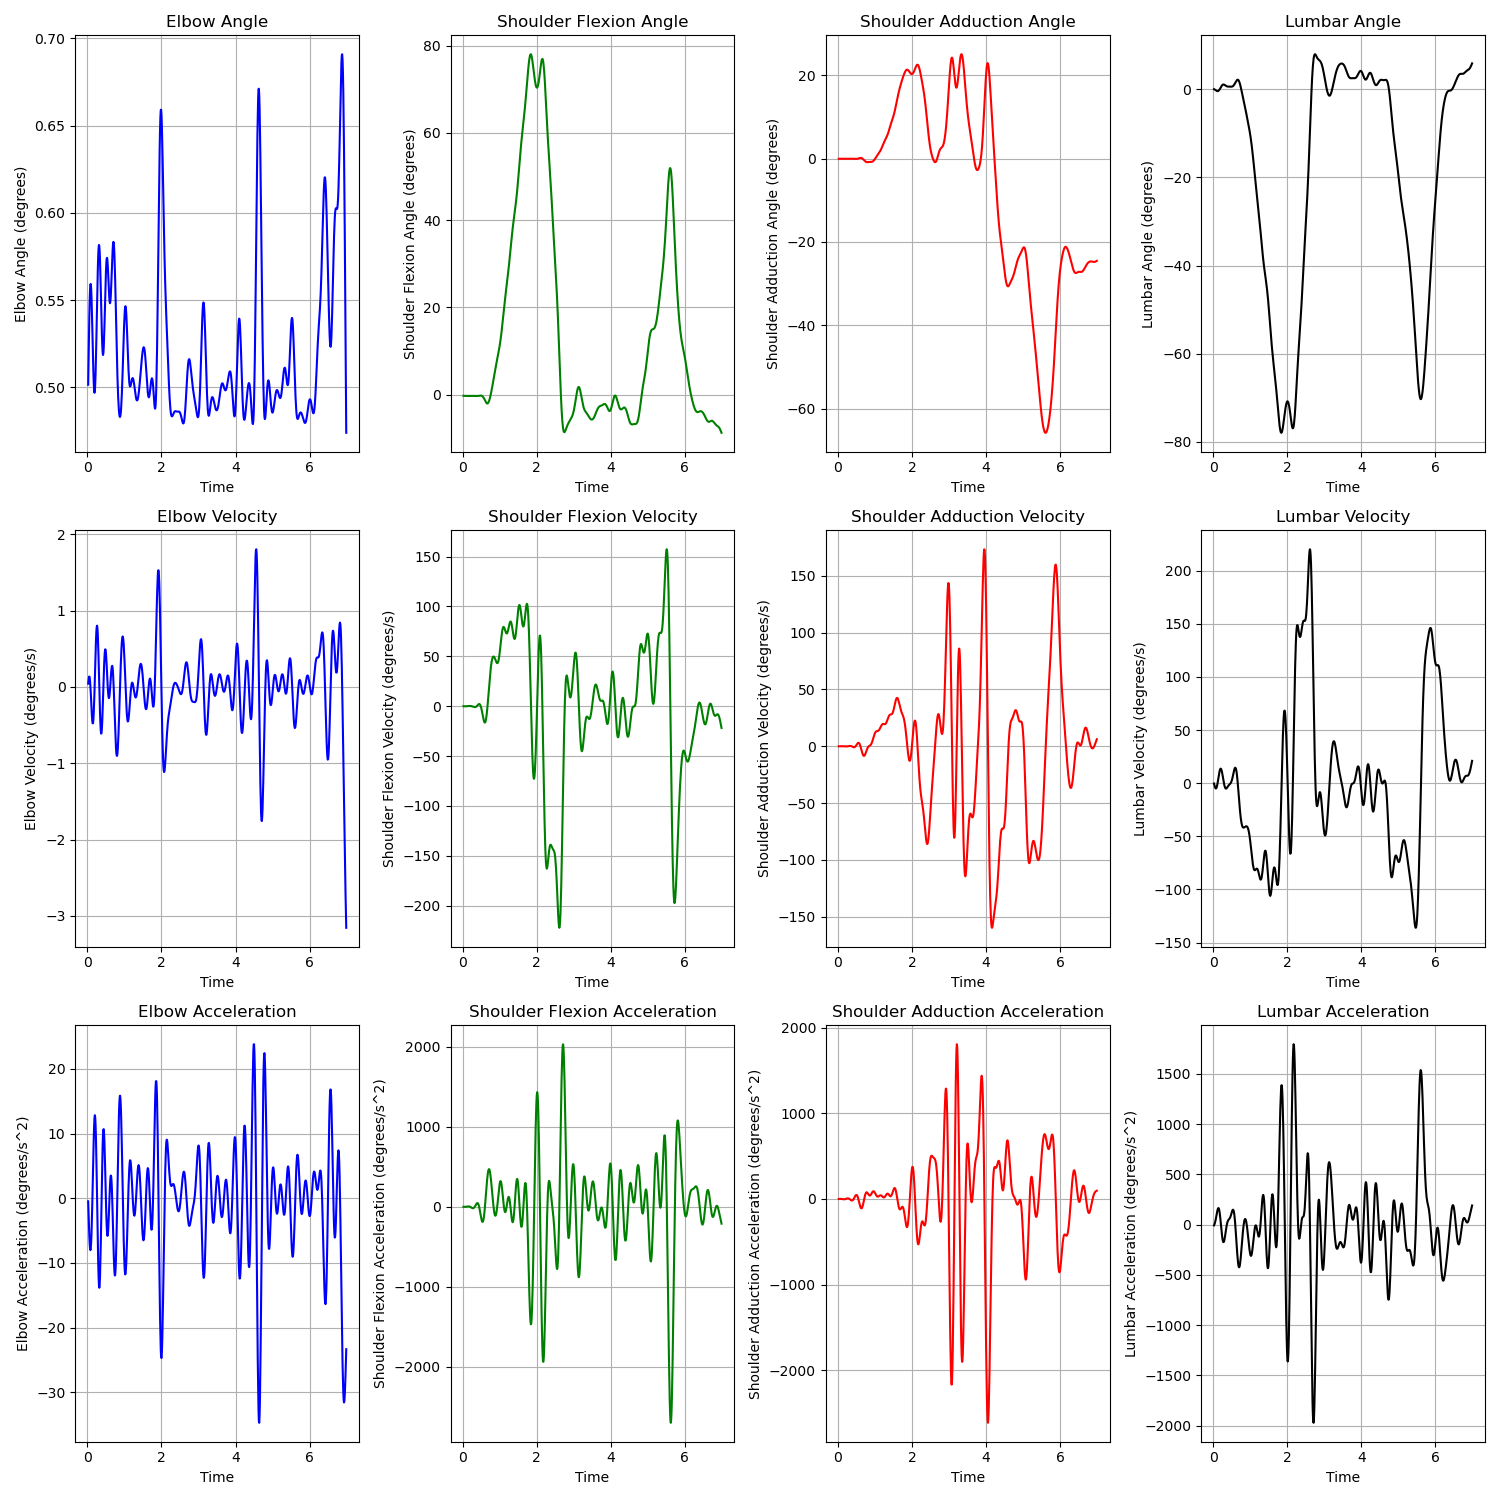 Elbow Angle
Elbow Angle (degrees)
0.70
0.65
0.60
0.55
0.50
0 2 4 6
Time
Shoulder Flexion Angle
Shoulder Flexion Angle (degrees)
80
60
40
20
0
0 2 4 6
Time
Shoulder Adduction Angle
Shoulder Adduction Angle (degrees)
20
0
−20
−40
−60
0 2 4 6
Time
Lumbar Angle
Lumbar Angle (degrees)
0
−20
−40
−60
−80
0 2 4 6
Time
Elbow Velocity
Elbow Velocity (degrees/s)
2
1
0
−1
−2
−3
0 2 4 6
Time
Shoulder Flexion Velocity
Shoulder Flexion Velocity (degrees/s)
150
100
50
0
−50
−100
−150
−200
0 2 4 6
Time
Shoulder Adduction Velocity
Shoulder Adduction Velocity (degrees/s)
150
100
50
0
−50
−100
−150
0 2 4 6
Time
Lumbar Velocity
Lumbar Velocity (degrees/s)
200
150
100
50
0
−50
−100
−150
0 2 4 6
Time
Elbow Acceleration
Elbow Acceleration (degrees/s^2)
20
10
0
−10
−20
−30
0 2 4 6
Time
Shoulder Flexion Acceleration
Shoulder Flexion Acceleration (degrees/s^2)
2000
1000
0
−1000
−2000
0 2 4 6
Time
Shoulder Adduction Acceleration
Shoulder Adduction Acceleration (degrees/s^2)
2000
1000
0
−1000
−2000
0 2 4 6
Time
Lumbar Acceleration
Lumbar Acceleration (degrees/s^2)
1500
1000
500
0
−500
−1000
−1500
−2000
0 2 4 6
Time